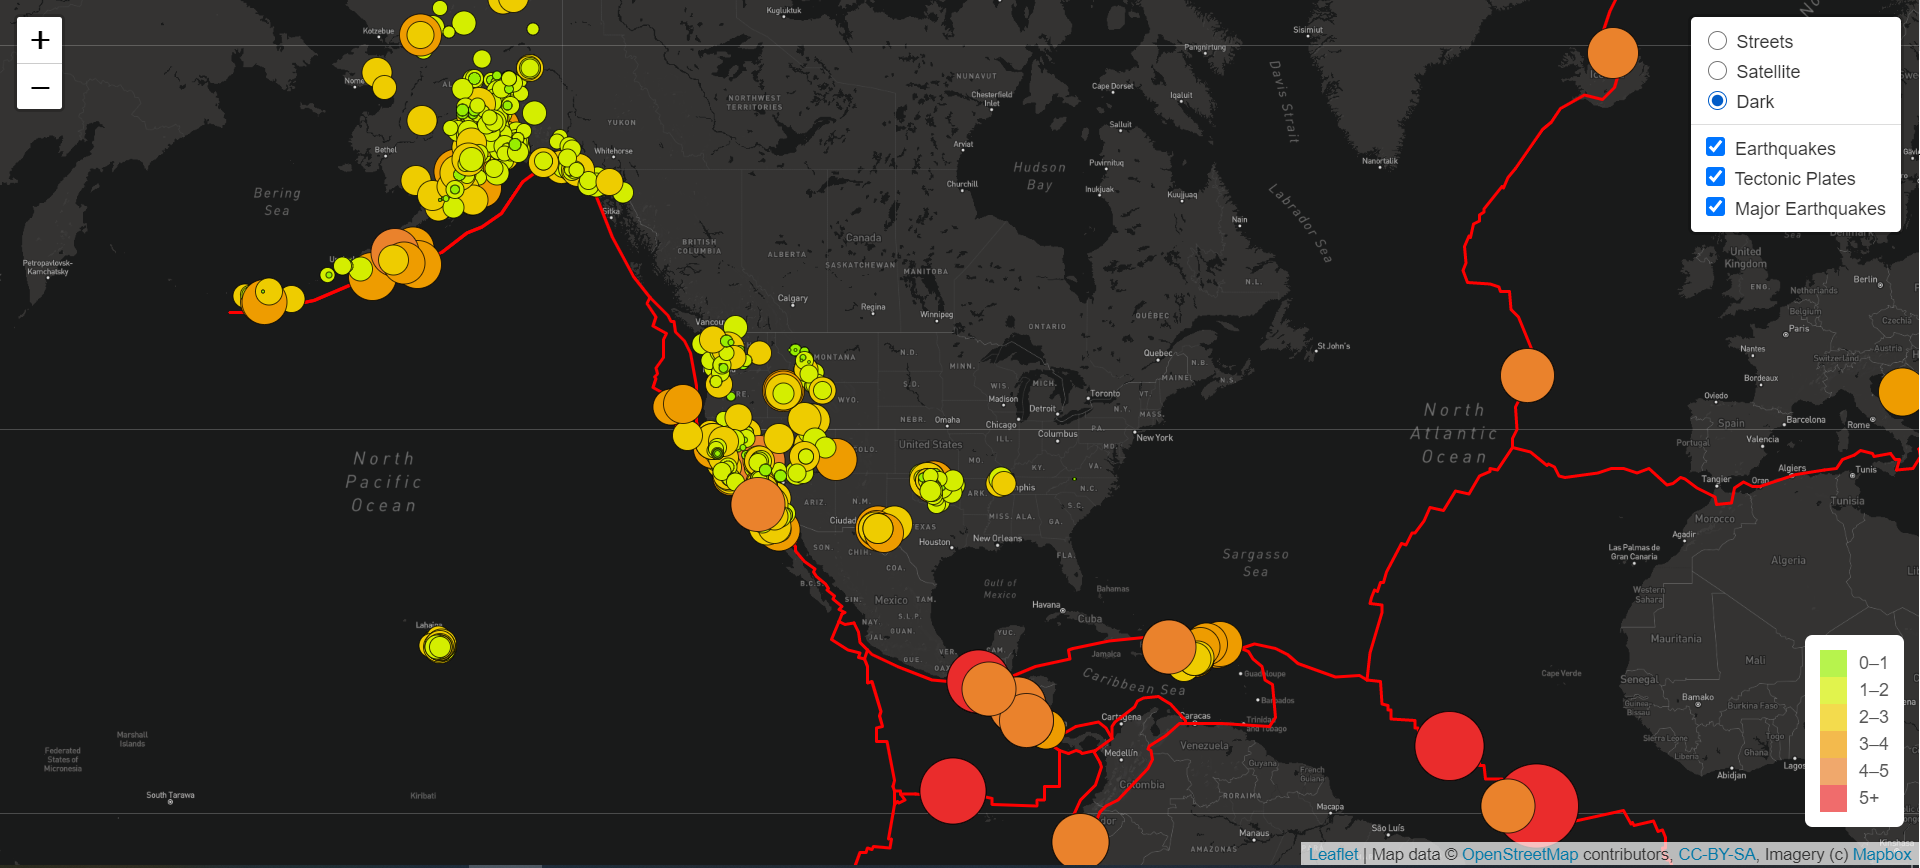 +
−
Streets
Satellite
Dark
Earthquakes
Tectonic Plates
Major Earthquakes
Kugluktuk
Kotzebue
Sisimiut
Pangnirtung
Davis Strait
Nome
NUNAVUT
Cape Dorset
Iqaluit
Chesterfield
Inlet
NORTHWEST
TERRITORIES
YUKON
Salluit
Bethel
Whitehorse
Arviat
Puvirnituq
Nanortalik
Hudson
Bay
Churchill
Inukjuak
Kuujjuaq
Bering
Sea
Labrador Sea
Sitka
Nain
Petropavlovsk-
Kamchatsky
BRITISH
COLUMBIA
Canada
ALBERTA
SASKATCHEWAN
MANITOBA
Denmark
United
Kingdom
Berlin
N.L.
ENG.
Netherlands
Belgium
Calgary
Regina
Winnipeg
ONTARIO
QUÉBEC
Czechia
Paris
Vancou
St John's
Nantes
Austria
Switzerland
MONTANA
N.D.
MINN.
Quebec
N.B.
MAINE
N.S.
Bordeaux
S.D.
WIS.
MICH.
Toronto
VT.
Oviedo
WYO.
Madison
Detroit
N.Y.
MASS.
North
Atlantic
Ocean
Barcelona
Spain
Rome
NEBR.
Omaha
Chicago
Columbus
PA.
New York
Portugal
Valencia
United States
ILL.
MD.
COLO.
North
Pacific
Ocean
MO.
KY.
VA.
Algiers
Tunis
Tangier
Oran
ARK.
phis
N.C.
Tunisia
ARIZ.
N.M.
S.C.
Morocco
Ciudad
EXAS
MISS.
ALA.
GA.
Agadir
Houston
New Orleans
Las Palmas de
Gran Canaria
SON.
CHIH.
FLA.
Sargasso
Sea
Algeria
COA.
B.C.S.
Gulf of
Mexico
Bahamas
Western
Sahara
SIN.
Mexico
TAM.
Havana
Cuba
S.L.P.
NAY.
Lahaina
JAL.
GUAN.
YUC.
Mauritania
VER.
Jamaica
GUE.
OAX.
Mali
Guadeloupe
Cape Verde
Senegal
Caribbean Sea
Bamako
Barbados
Guinea
Bissau
Burkina Faso
Cartagena
Caracas
Trinidad
and Tobago
Marshall
Islands
Sierra Leone
Togo
Federated
States of
Micronesia
Medellín
Venezuela
Guyana
Liberia
Ghana
Lagos
French
Guiana
Abidjan
Colombia
South Tarawa
Kiribati
RORAIMA
Macapa
Manaus
São Luís
AMAZONAS
Kinshasa
0–1
1–2
2–3
3–4
4–5
5+
Leaflet | Map data © OpenStreetMap contributors, CC-BY-SA, Imagery (c) Mapbox